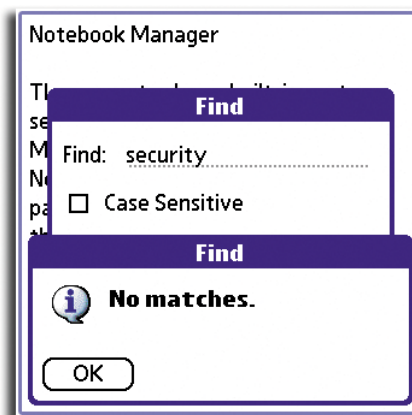 Notebook Manager
Find
Find: security
Case Sensitive
Find
No matches.
OK